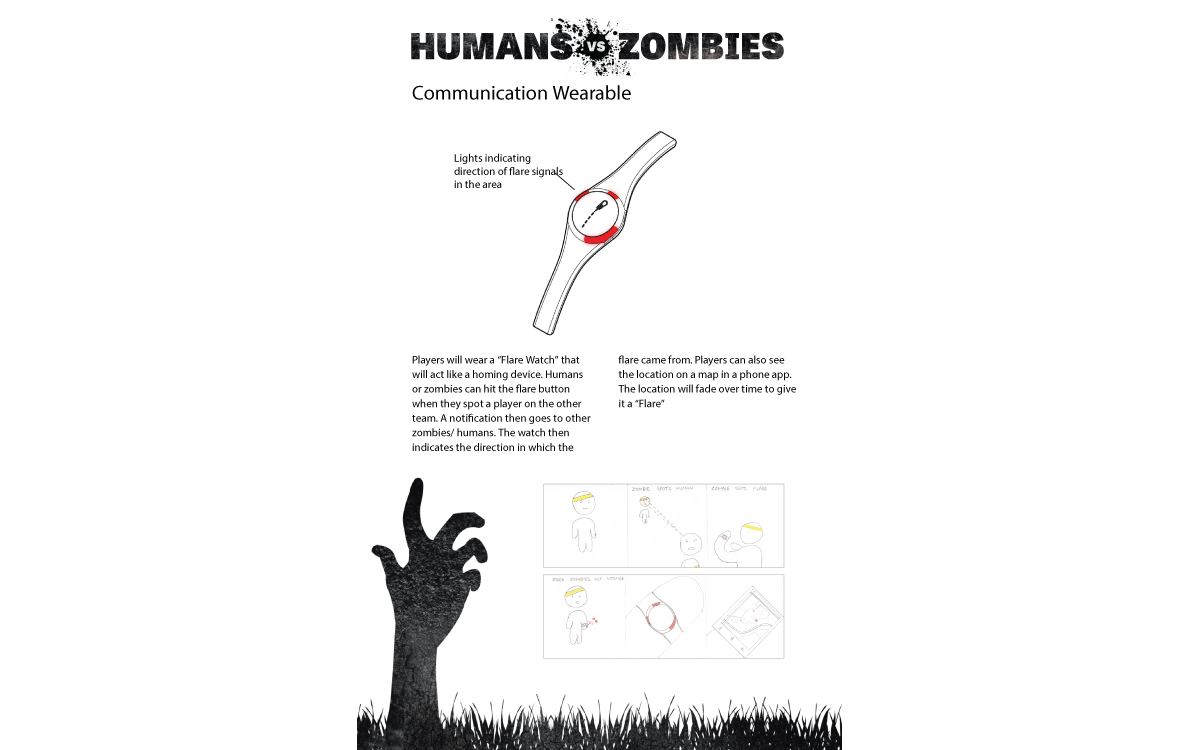 HUMANS VS ZOMBIES
Communication Wearable
Lights indicating
direction of flare signals
in the area
Players will wear a “Flare Watch” that
will act like a homing device. Humans
or zombies can hit the flare button
when they spot a player on the other
team. A notification then goes to other
zombies/ humans. The watch then
indicates the direction in which the
flare came from. Players can also see
the location on a map in a phone app.
The location will fade over time to give
it a “Flare”
ZOMBIE SPOTS HUMAN
ZOMBIE FLARE
ZOMBIES GET